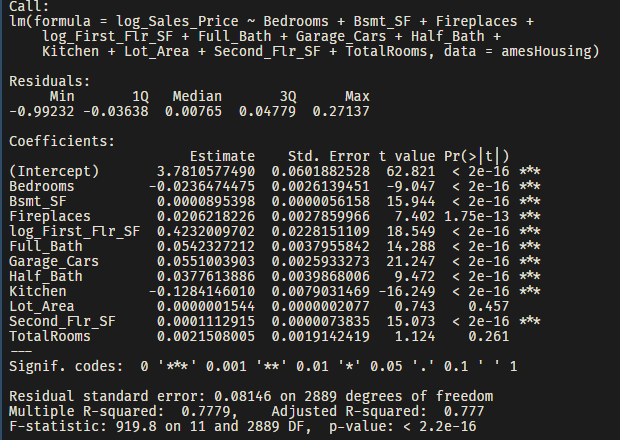 Call:
lm(formula = log_Sales_Price ~ Bedrooms + Bsmt_SF + Fireplaces +
    log_First_Flr_SF + Full_Bath + Garage_Cars + Half_Bath +
    Kitchen + Lot_Area + Second_Flr_SF + TotalRooms, data = amesHousing)

Residuals:
     Min       1Q   Median       3Q      Max
-0.99232 -0.03638  0.00765  0.04779  0.27137

Coefficients:
                     Estimate    Std. Error t value Pr(>|t|)
(Intercept)      3.7810577490  0.0601882528  62.821  < 2e-16 ***
Bedrooms        -0.0236474475  0.0026139451  -9.047  < 2e-16 ***
Bsmt_SF          0.0000895398  0.0000056158  15.944  < 2e-16 ***
Fireplaces       0.0206218226  0.0027859966   7.402 1.75e-13 ***
log_First_Flr_SF 0.4232009702  0.0228151109  18.549  < 2e-16 ***
Full_Bath        0.0542327212  0.0037955842  14.288  < 2e-16 ***
Garage_Cars      0.0551003903  0.0025933273  21.247  < 2e-16 ***
Half_Bath        0.0377613886  0.0039868006   9.472  < 2e-16 ***
Kitchen         -0.1284146010  0.0079031469 -16.249  < 2e-16 ***
Lot_Area         0.0000001544  0.0000002077   0.743    0.457
Second_Flr_SF    0.0001112915  0.0000073835  15.073  < 2e-16 ***
TotalRooms       0.0021508005  0.0019142419   1.124    0.261
---
Signif. codes:  0 '***' 0.001 '**' 0.01 '*' 0.05 '.' 0.1 ' ' 1

Residual standard error: 0.08146 on 2889 degrees of freedom
Multiple R-squared:  0.7779,    Adjusted R-squared:  0.777
F-statistic: 919.8 on 11 and 2889 DF,  p-value: < 2.2e-16